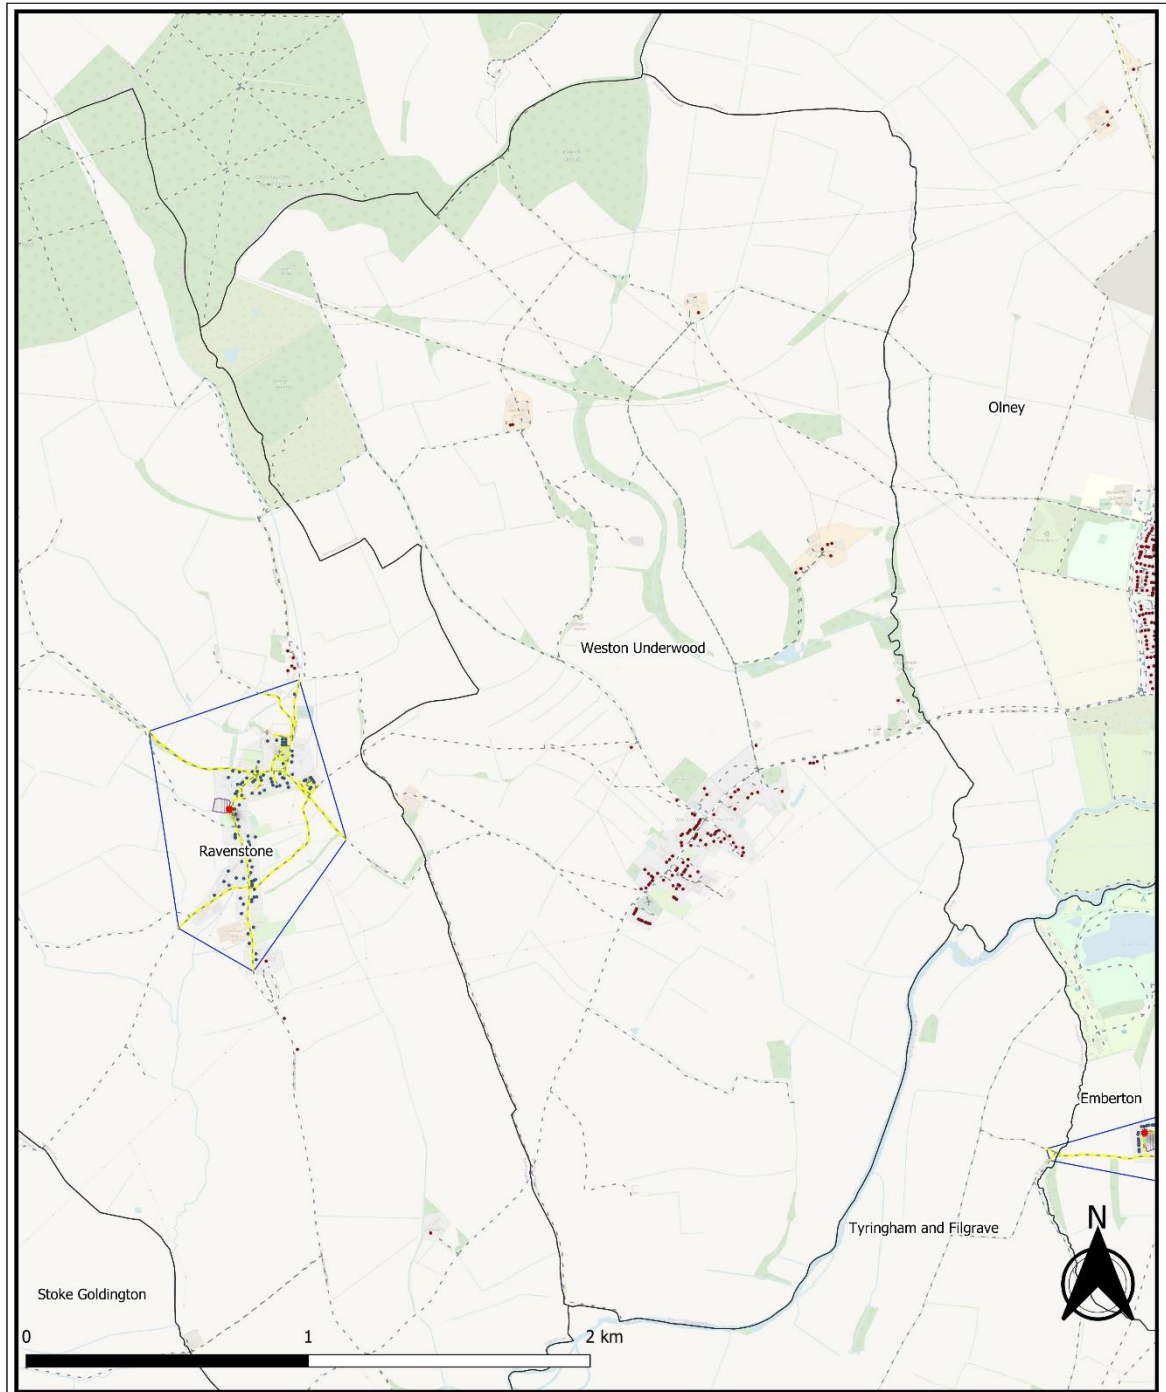 Olney
Weston Underwood
Ravenstone
Emberton
Tyringham and Filgrave
N
Stoke Goldington
0 1 2 km